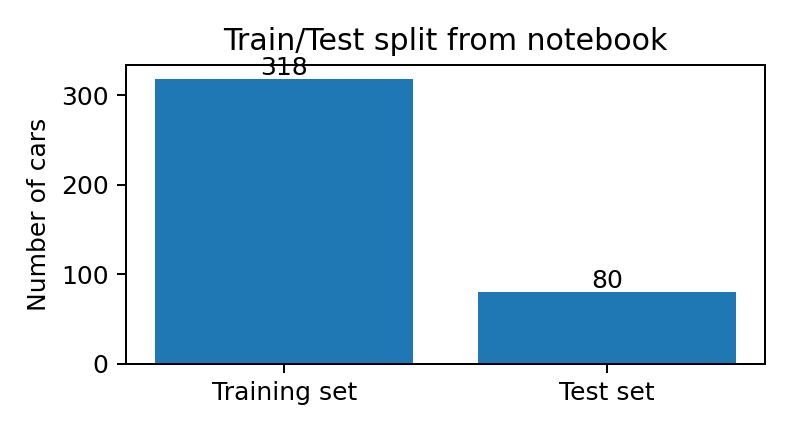 Train/Test split from notebook
318
300
200
100
0
80
Number of cars
Training set
Test set